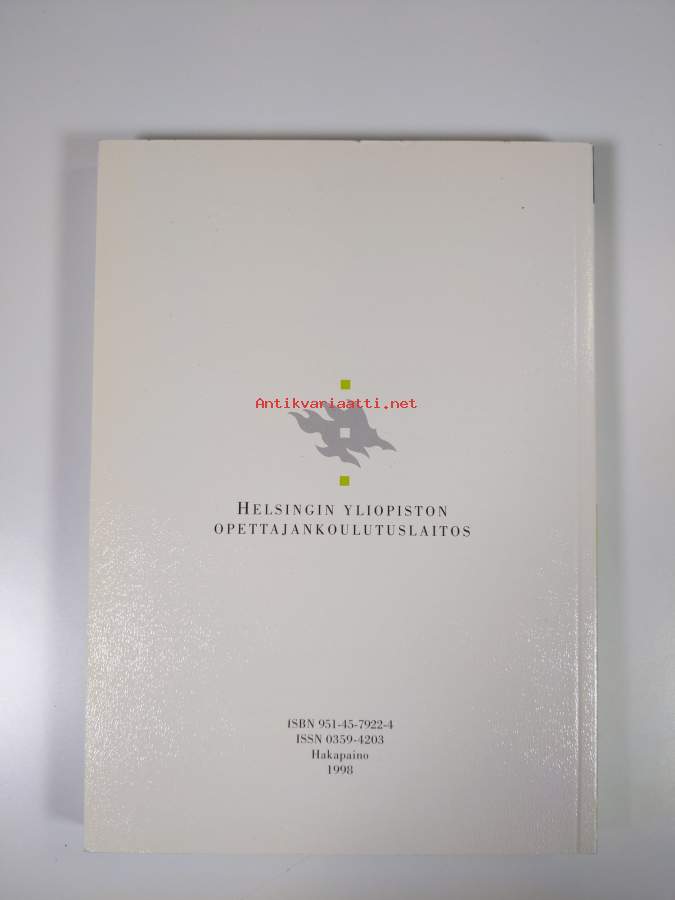 Antikvariaatti.net
HELSINGIN YLIOPISTON
OPETTAJANKOULUTUSLAITOS
ISBN 951-45-7922-4
ISSN 0359-4203
Hakapaino
1998